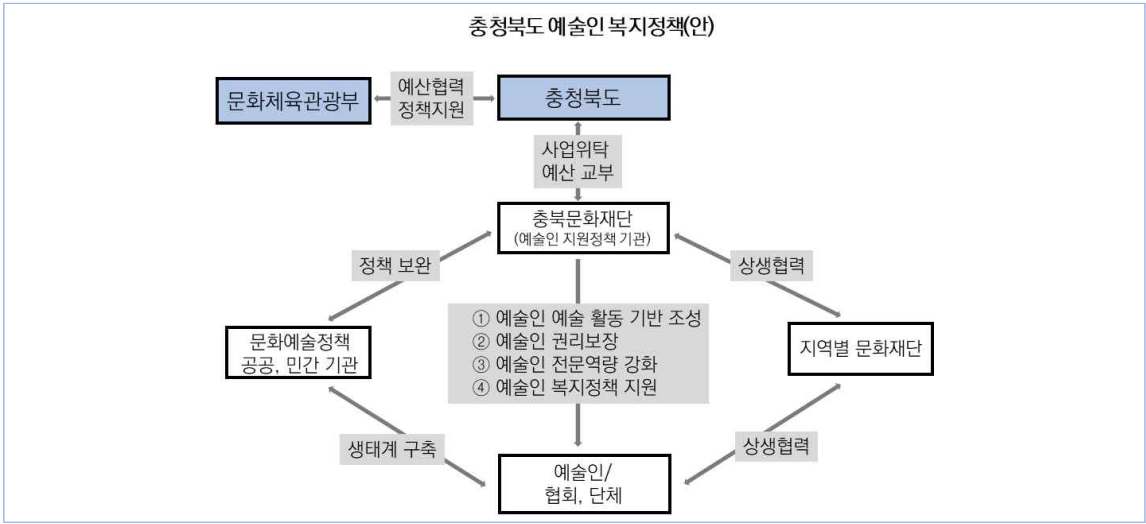 충청북도 예술인 복지정책(안)
문화체육관광부
예산협력
정책지원
충청북도
사업위탁
예산 교부
충북문화재단
(예술인 지원정책 기관)
정책 보완
상생협력
① 예술인 예술 활동 기반 조성
② 예술인 권리보장
③ 예술인 전문역량 강화
④ 예술인 복지정책 지원
문화예술정책
공공, 민간 기관
지역별 문화재단
생태계 구축
상생협력
예술인/
협회, 단체